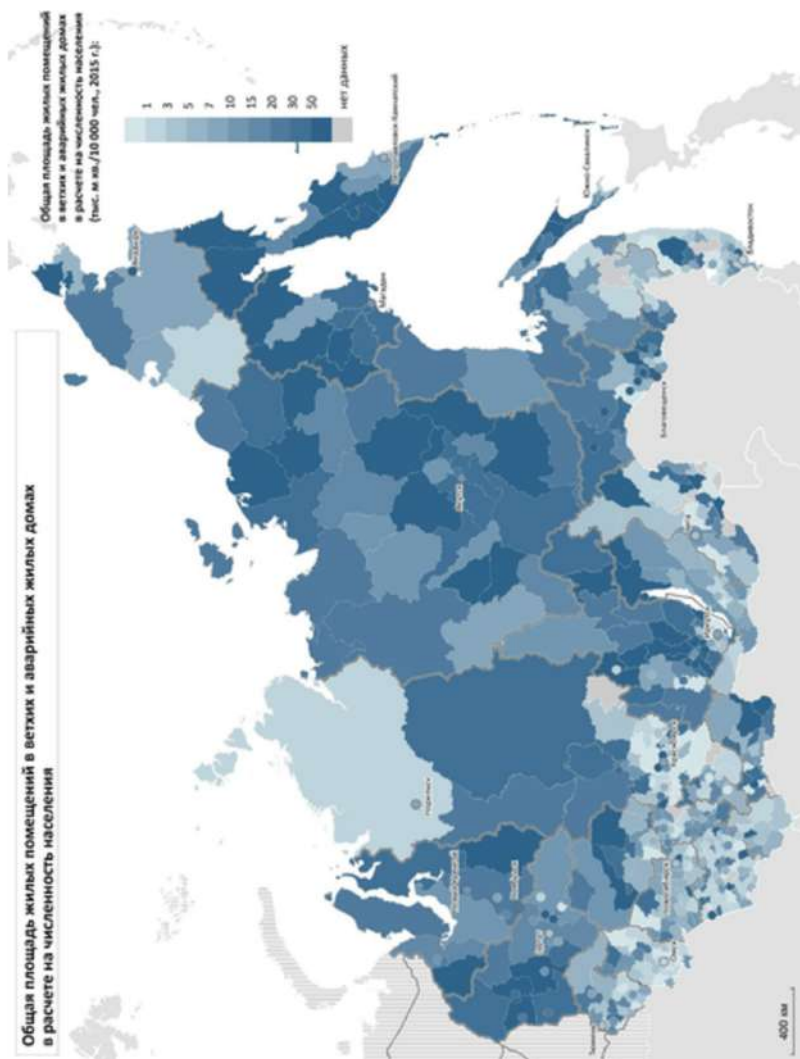 Общая площадь жилых помещений в ветхих и аварийных жилых домах
в расчете на численность населения
Общая площадь жилых помещений
в ветхих и аварийных жилых домах
в расчете на численность населения
(тыс. м кв./10 000 чел., 2015 г.):
1
3
5
7
10
15
20
30
50
нет данных
Петропавловск-Камчатский
Магадан
Южно-Сахалинск
Якутск
Благовещенск
Владивосток
Норильск
Чита
Иркутск
Красноярск
Новосибирск
Омск
400 км